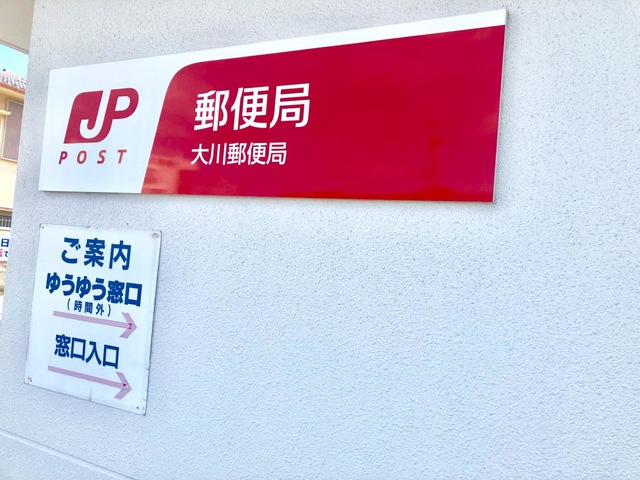 JP
POST
郵便局
大川郵便局
ご案内
ゆうゆう窓口
(時間外)
窓口入口
日